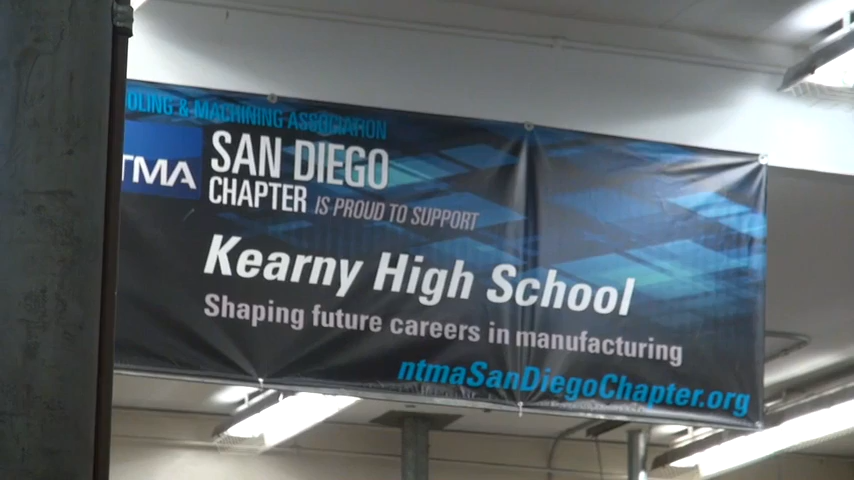 OLING & MACHINING ASSOCIATION
TMA
SAN DIEGO
CHAPTER IS PROUD TO SUPPORT
Kearny High School
Shaping future careers in manufacturing
ntmaSanDiegoChapter.org